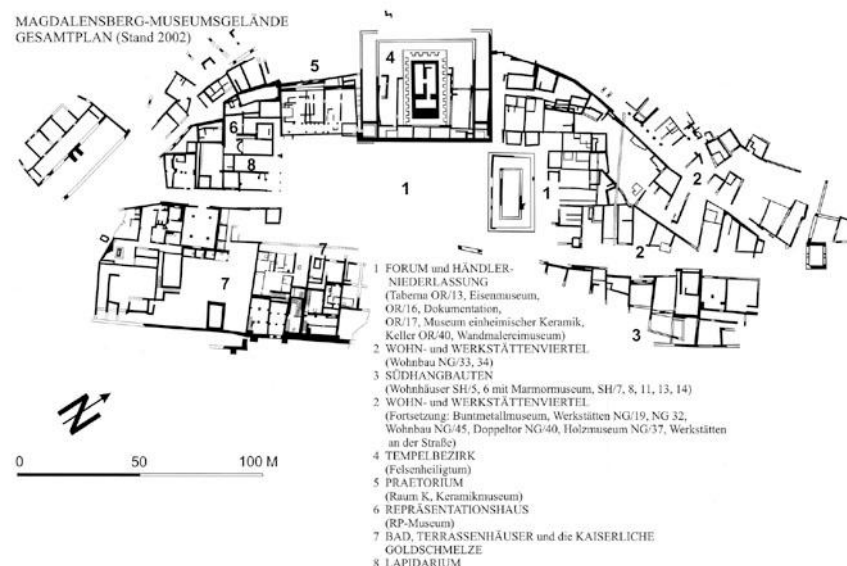 MAGDALENSBERG-MUSEUMSGELÄNDE
GESAMTPLAN (Stand 2002)
5
4
6
8
1
1
2
2
7
7
3
1 FORUM und HÄNDLER-
NIEDERLASSUNG
(Taberna OR/13, Eisenmuseum,
OR/16, Dokumentation,
OR/17, Museum einheimischer Keramik,
Keller OR/40, Wandmalereimuseum)
2 WOHN- und WERKSTÄTTENVIERTEL
(Wohnbau NG/33, 34)
3 SÜDHANGBAUTEN
(Wohnhäuser SH/5, 6 mit Marmormuseum, SH/7, 8, 11, 13, 14)
2 WOHN- und WERKSTÄTTENVIERTEL
(Fortsetzung: Buntmetallmuseum, Werkstätten NG/19, NG 32,
Wohnbau NG/45, Doppeltor NG/40, Holzmuseum NG/37, Werkstätten
an der Straße)
4 TEMPELBEZIRK
(Felsenheiligtum)
5 PRAETORIUM
(Raum K, Keramikmuseum)
6 REPRÄSENTATIONSHAUS
(RP-Museum)
7 BAD, TERRASSENHÄUSER und die KAISERLICHE
GOLDSCHMELZE
8 LAPIDARIUM
N
0 50 100 M